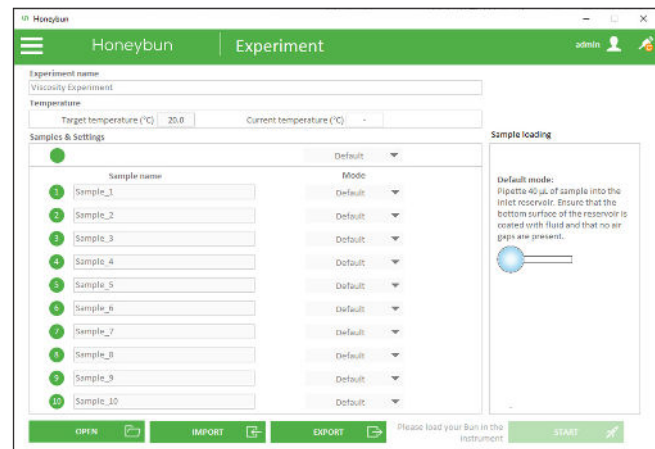 Honeybun
Honeybun Experiment admin
Experiment name
Viscosity Experiment
Temperature
Target temperature (°C) 20.0 Current temperature (°C) -
Samples & Settings
Default
Sample name Mode
1 Sample_1 Default
2 Sample_2 Default
3 Sample_3 Default
4 Sample_4 Default
5 Sample_5 Default
6 Sample_6 Default
7 Sample_7 Default
8 Sample_8 Default
9 Sample_9 Default
10 Sample_10 Default
Sample loading
Default mode:
Pipette 40 µL of sample into the
inlet reservoir. Ensure that the
bottom surface of the reservoir is
coated with fluid and that no air
gaps are present.
OPEN IMPORT EXPORT
Please load your Bun in the
instrument
START